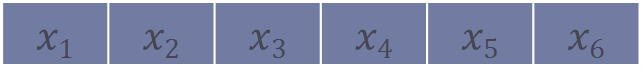 x₁ x₂ x₃ x₄ x₅ x₆